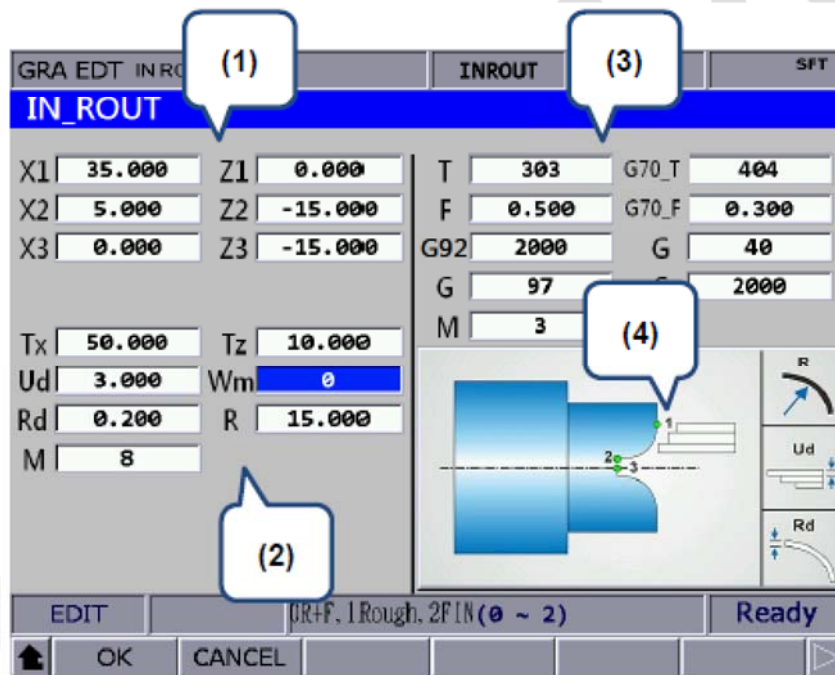 GRA EDT IN RO (1) INROUT (3) SFT
IN_ROUT
X1 35.000 Z1 0.000 T 303 G70_T 404
X2 5.000 Z2 -15.000 F 0.500 G70_F 0.300
X3 0.000 Z3 -15.000 G92 2000 G 40
G 97 2000
M 3 (4)
Tx 50.000 Tz 10.000
Ud 3.000 Wm 0
Rd 0.200 R 15.000
M 8
(2)
R
1
2
3
Ud
Rd
EDIT 0R+F, 1Rough, 2FIN(0 ~ 2) Ready
OK CANCEL